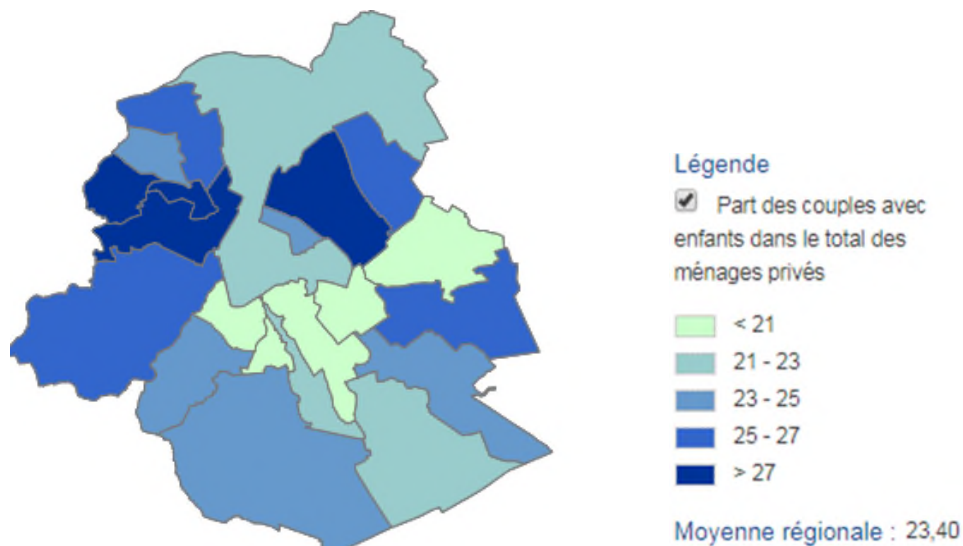 Légende
Part des couples avec
enfants dans le total des
ménages privés
< 21
21 - 23
23 - 25
25 - 27
> 27
Moyenne régionale : 23,40